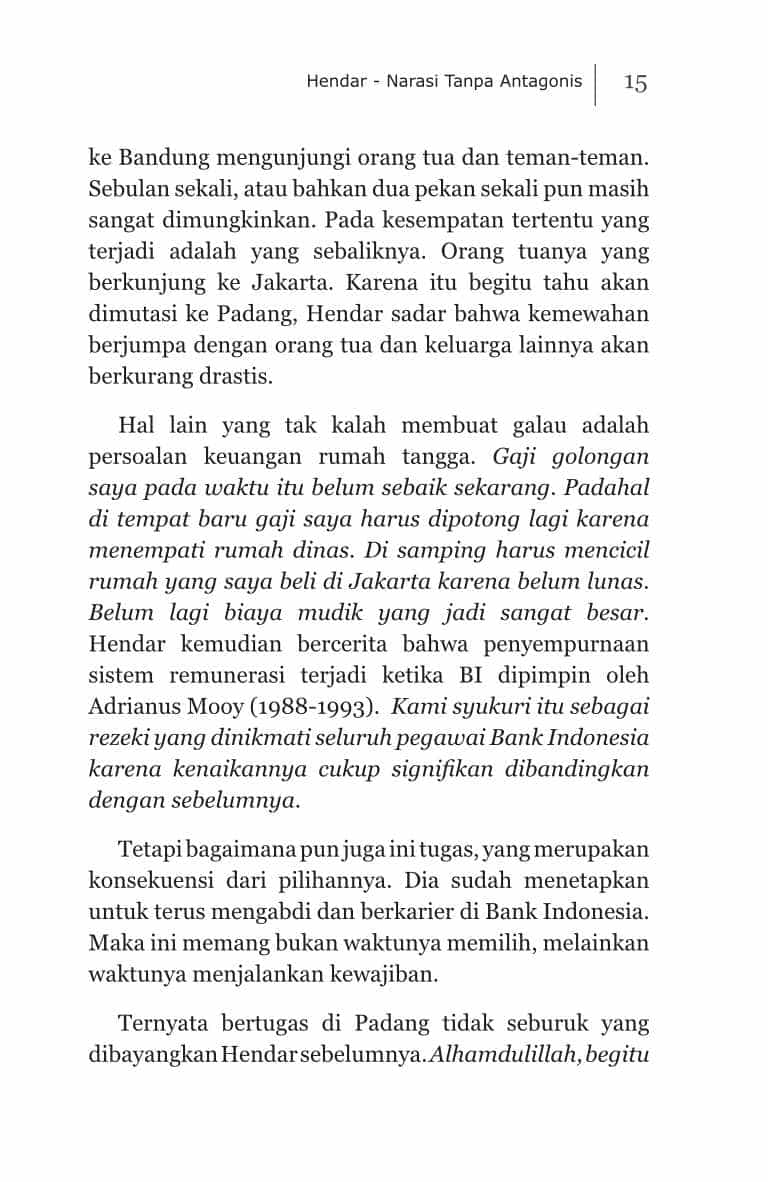 Hendar - Narasi Tanpa Antagonis 15
ke Bandung mengunjungi orang tua dan teman-teman.
Sebulan sekali, atau bahkan dua pekan sekali pun masih
sangat dimungkinkan. Pada kesempatan tertentu yang
terjadi adalah yang sebaliknya. Orang tuanya yang
berkunjung ke Jakarta. Karena itu begitu tahu akan
dimutasi ke Padang, Hendar sadar bahwa kemewahan
berjumpa dengan orang tua dan keluarga lainnya akan
berkurang drastis.
Hal lain yang tak kalah membuat galau adalah
persoalan keuangan rumah tangga. Gaji golongan
saya pada waktu itu belum sebaik sekarang. Padahal
di tempat baru gaji saya harus dipotong lagi karena
menempati rumah dinas. Di samping harus mencicil
rumah yang saya beli di Jakarta karena belum lunas.
Belum lagi biaya mudik yang jadi sangat besar.
Hendar kemudian bercerita bahwa penyempurnaan
sistem remunerasi terjadi ketika BI dipimpin oleh
Adrianus Mooy (1988-1993). Kami syukuri itu sebagai
rezeki yang dinikmati seluruh pegawai Bank Indonesia
karena kenaikannya cukup signifikan dibandingkan
dengan sebelumnya.
Tetapi bagaimana pun juga ini tugas, yang merupakan
konsekuensi dari pilihannya. Dia sudah menetapkan
untuk terus mengabdi dan berkarier di Bank Indonesia.
Maka ini memang bukan waktunya memilih, melainkan
waktunya menjalankan kewajiban.
Ternyata bertugas di Padang tidak seburuk yang
dibayangkan Hendar sebelumnya. Alhamdulillah, begitu